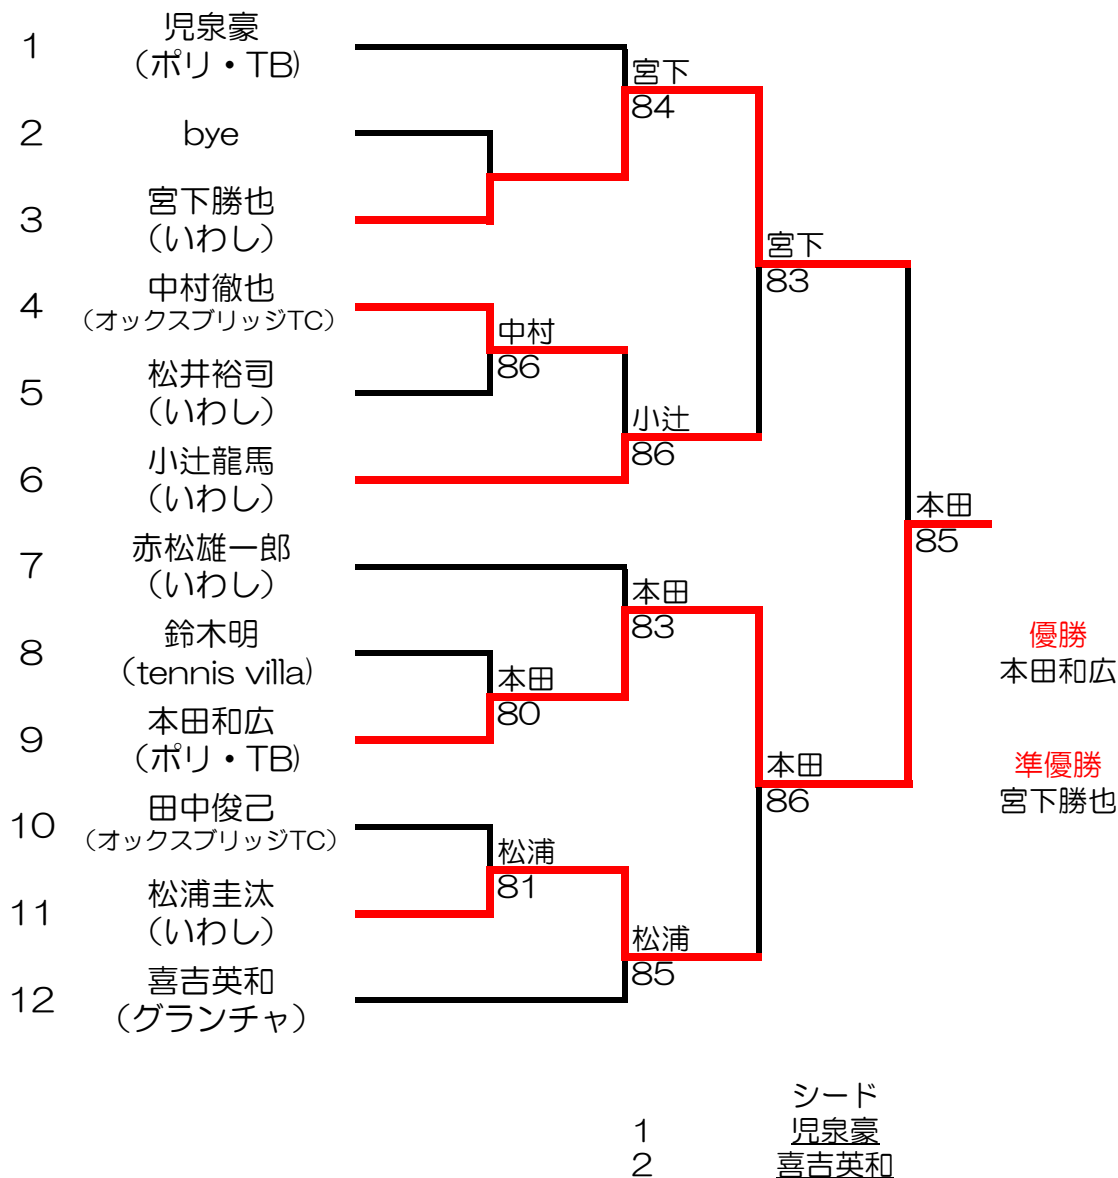 1
児泉豪
（ポリ・TB)
宮下
84
2
bye
3
宮下勝也
（いわし）
宮下
83
4
中村徹也
（オックスブリッジTC）
中村
86
5
松井裕司
（いわし）
小辻
86
6
小辻龍馬
（いわし）
本田
85
7
赤松雄一郎
（いわし）
本田
83
8
鈴木明
（tennis villa)
本田
80
優勝
本田和広
9
本田和広
（ポリ・TB)
本田
86
準優勝
宮下勝也
10
田中俊己
（オックスブリッジTC）
松浦
81
11
松浦圭汰
（いわし）
松浦
85
12
喜吉英和
（グランチャ）
シード
1 児泉豪
2 喜吉英和